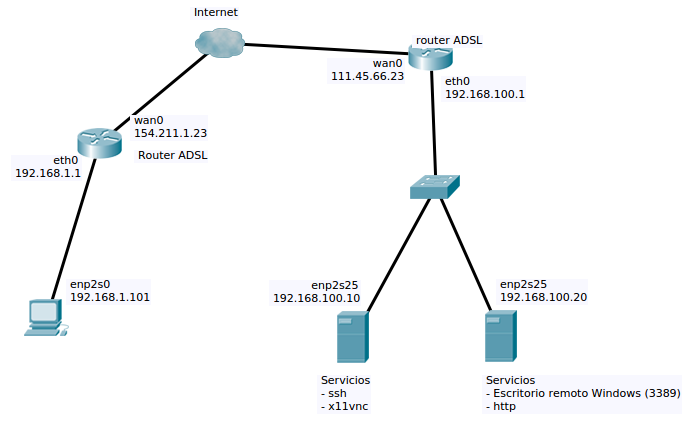 Internet
router ADSL
wan0
111.45.66.23
eth0
192.168.100.1
wan0
154.211.1.23
Router ADSL
eth0
192.168.1.1
enp2s0
192.168.1.101
enp2s25
192.168.100.10
enp2s25
192.168.100.20
Servicios
- ssh
- x11vnc
Servicios
- Escritorio remoto Windows (3389)
- http